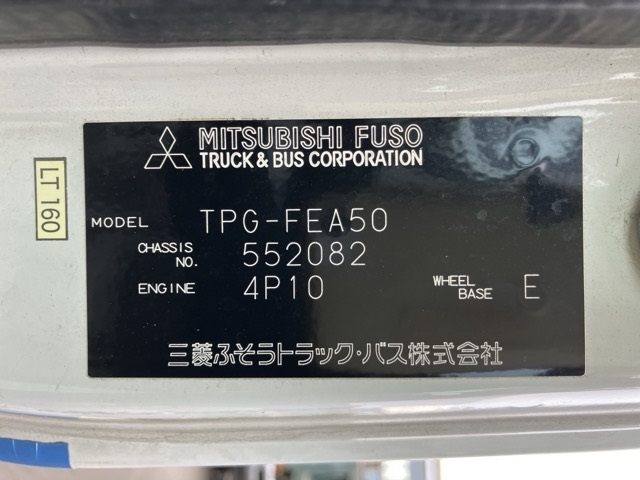 MITSUBISHI FUSO
TRUCK & BUS CORPORATION
LT 160
MODEL TPG-FEA50
CHASSIS NO. 552082
ENGINE 4P10 WHEEL BASE E
三菱ふそうトラック・バス株式会社